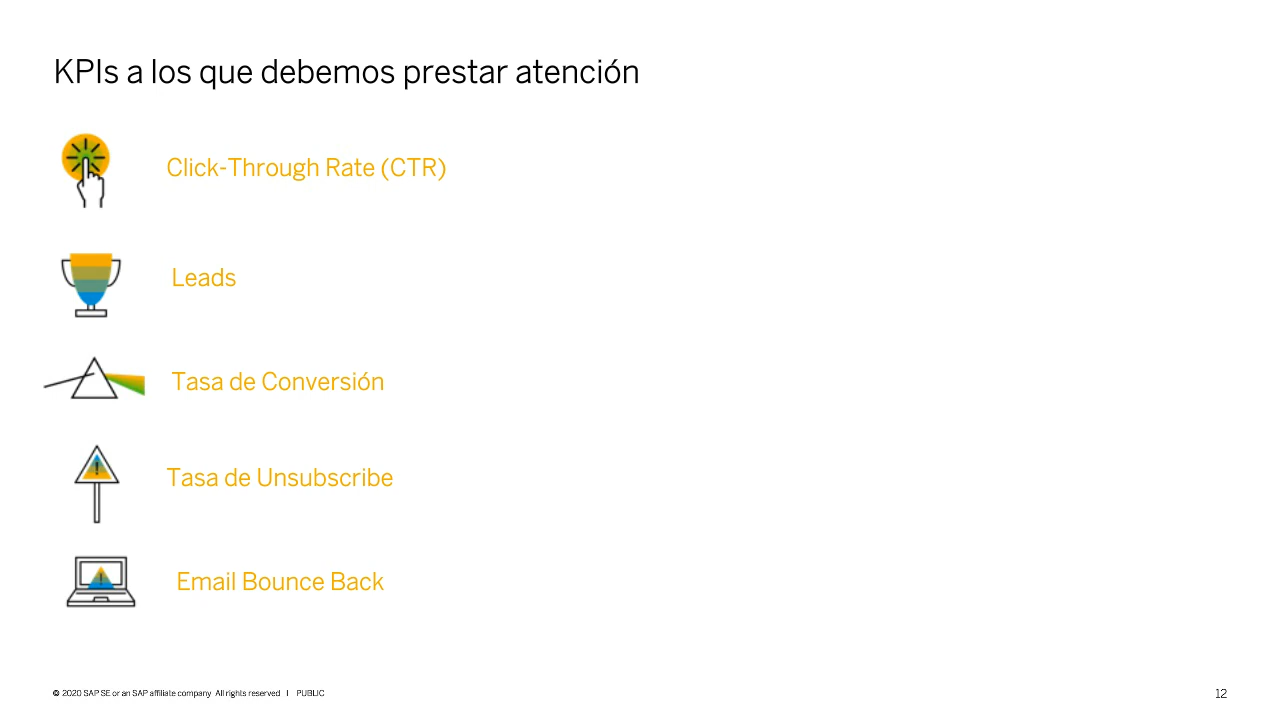 KPIs a los que debemos prestar atención
Click-Through Rate (CTR)
Leads
Tasa de Conversión
Tasa de Unsubscribe
Email Bounce Back
© 2020 SAP SE or an SAP affiliate company. All rights reserved ǀ PUBLIC
12